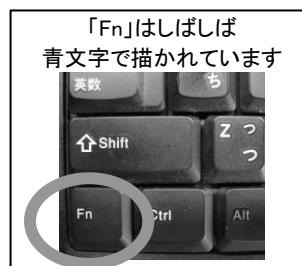 「Fn」はしばしば
青文字で描かれています
英数
ち
Shift
Z っ
つ
Fn
Ctrl
Alt